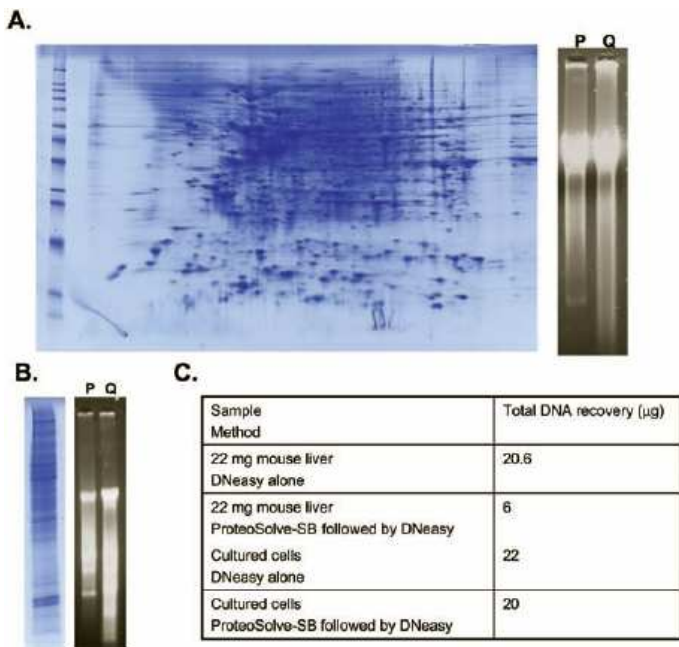 A.
P Q
B.
P Q
C.
Sample Total DNA recovery (μg)
Method
22 mg mouse liver 20.6
DNeasy alone
22 mg mouse liver 6
ProteoSolve-SB followed by DNeasy
Cultured cells 22
DNeasy alone
Cultured cells 20
ProteoSolve-SB followed by DNeasy